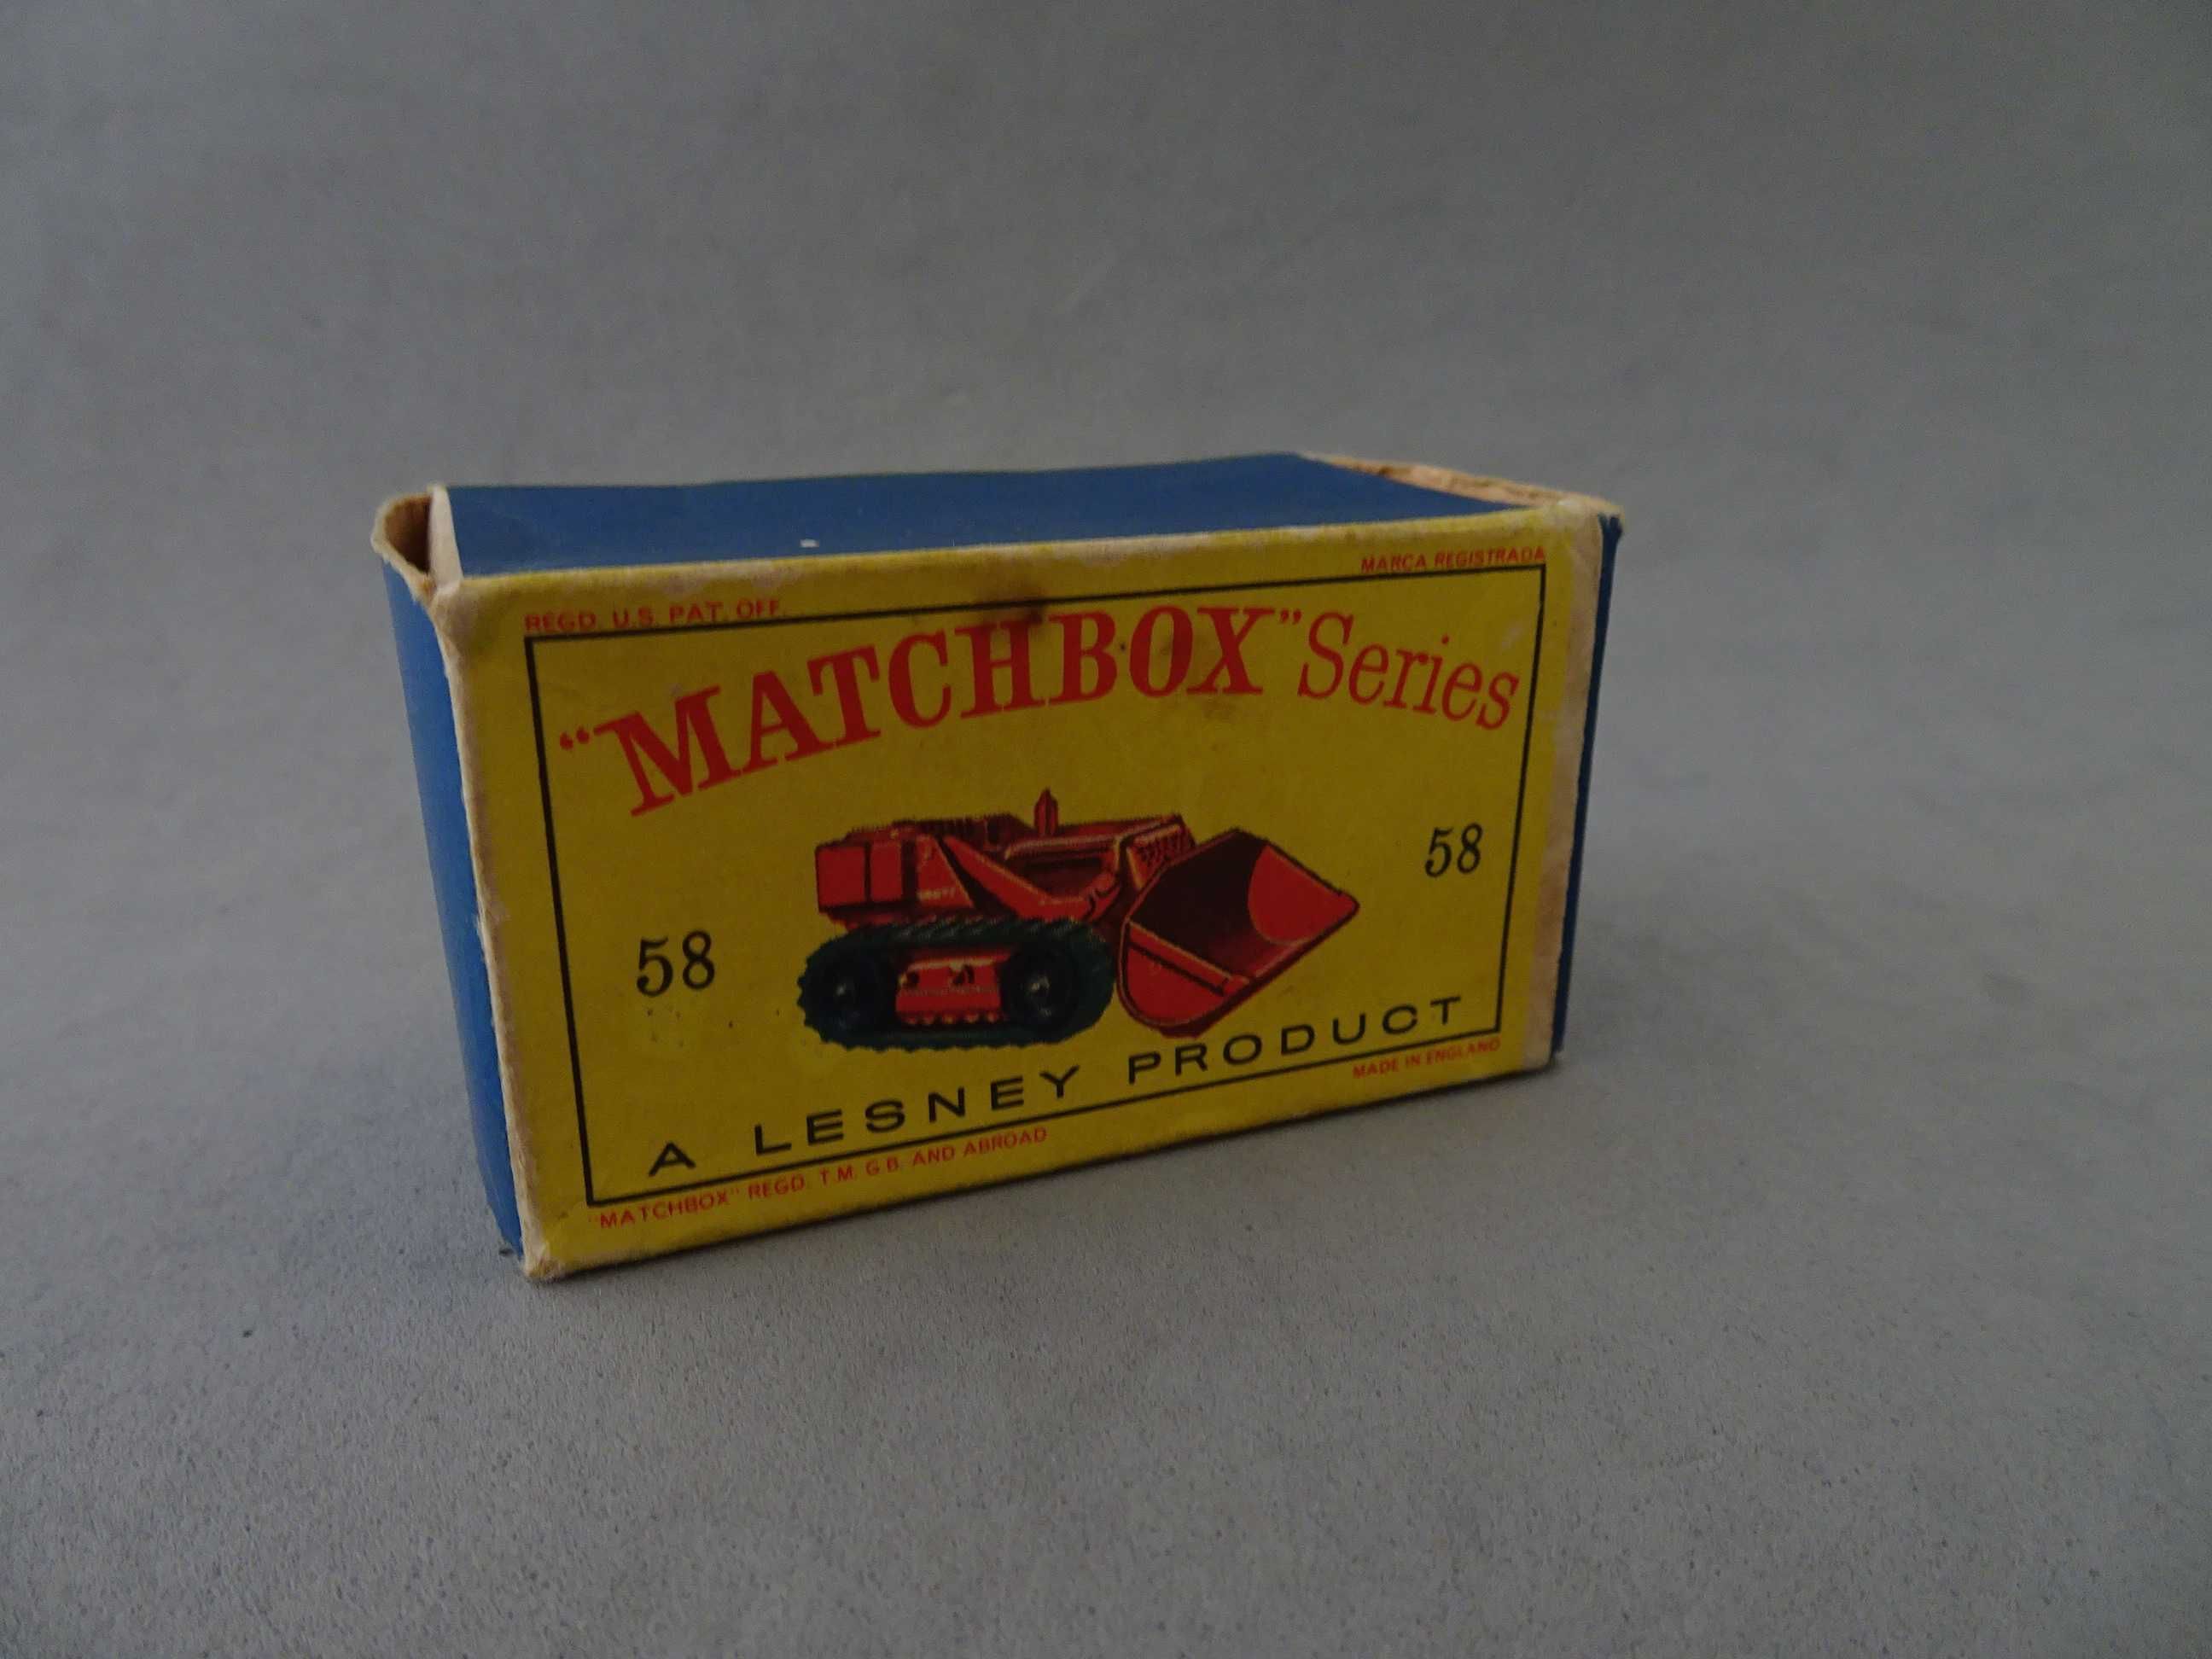 REGD. U.S. PAT. OFF.
MARCA REGISTRADA
"MATCHBOX" Series
58
58
A LESNEY PRODUCT
MADE IN ENGLAND
"MATCHBOX" REGD. T.M. G.B. AND ABROAD